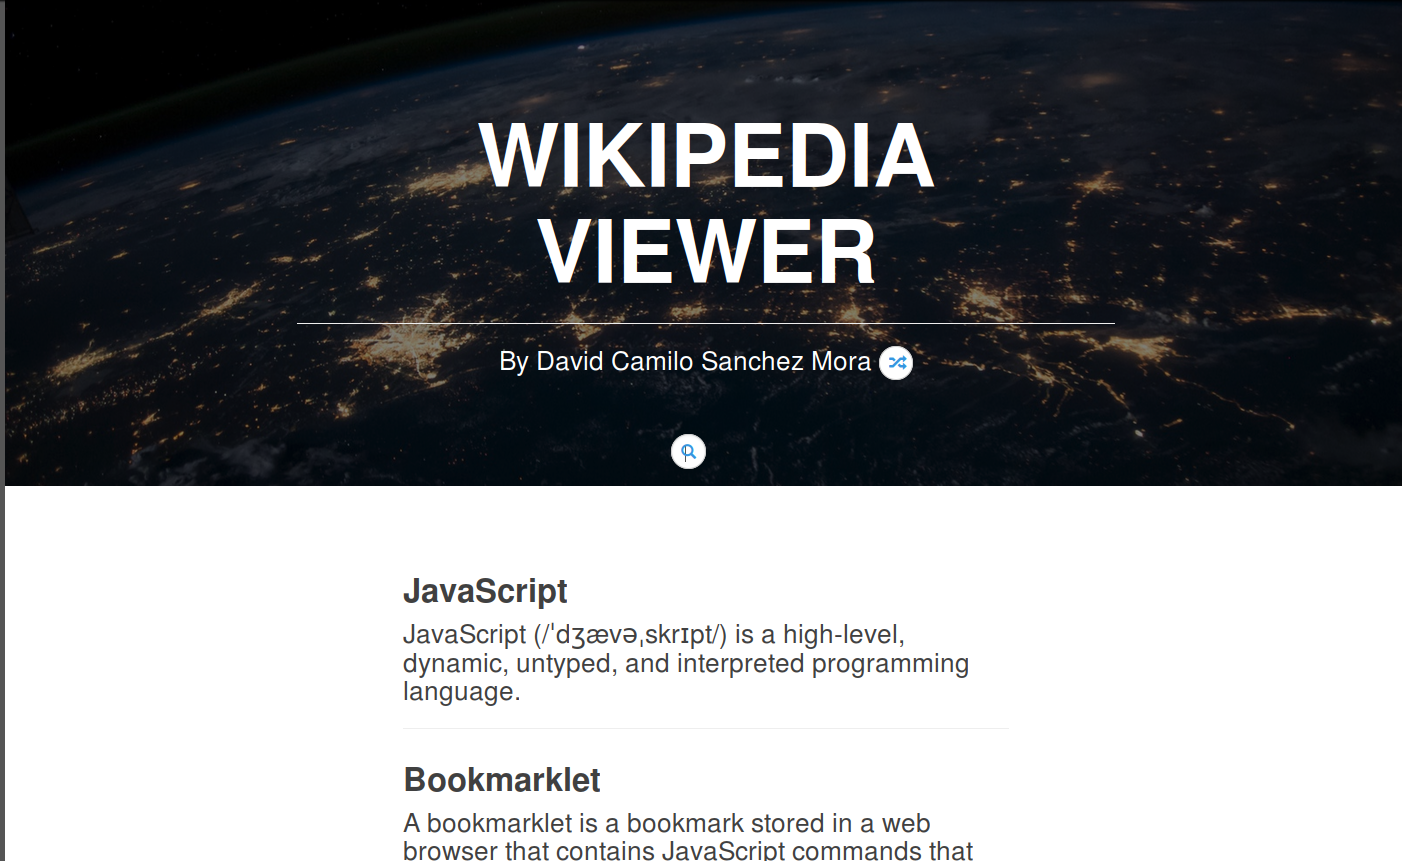 WIKIPEDIA
VIEWER
By David Camilo Sanchez Mora
JavaScript
JavaScript (/ˈdʒævəˌskrɪpt/) is a high-level,
dynamic, untyped, and interpreted programming
language.
Bookmarklet
A bookmarklet is a bookmark stored in a web
browser that contains JavaScript commands that